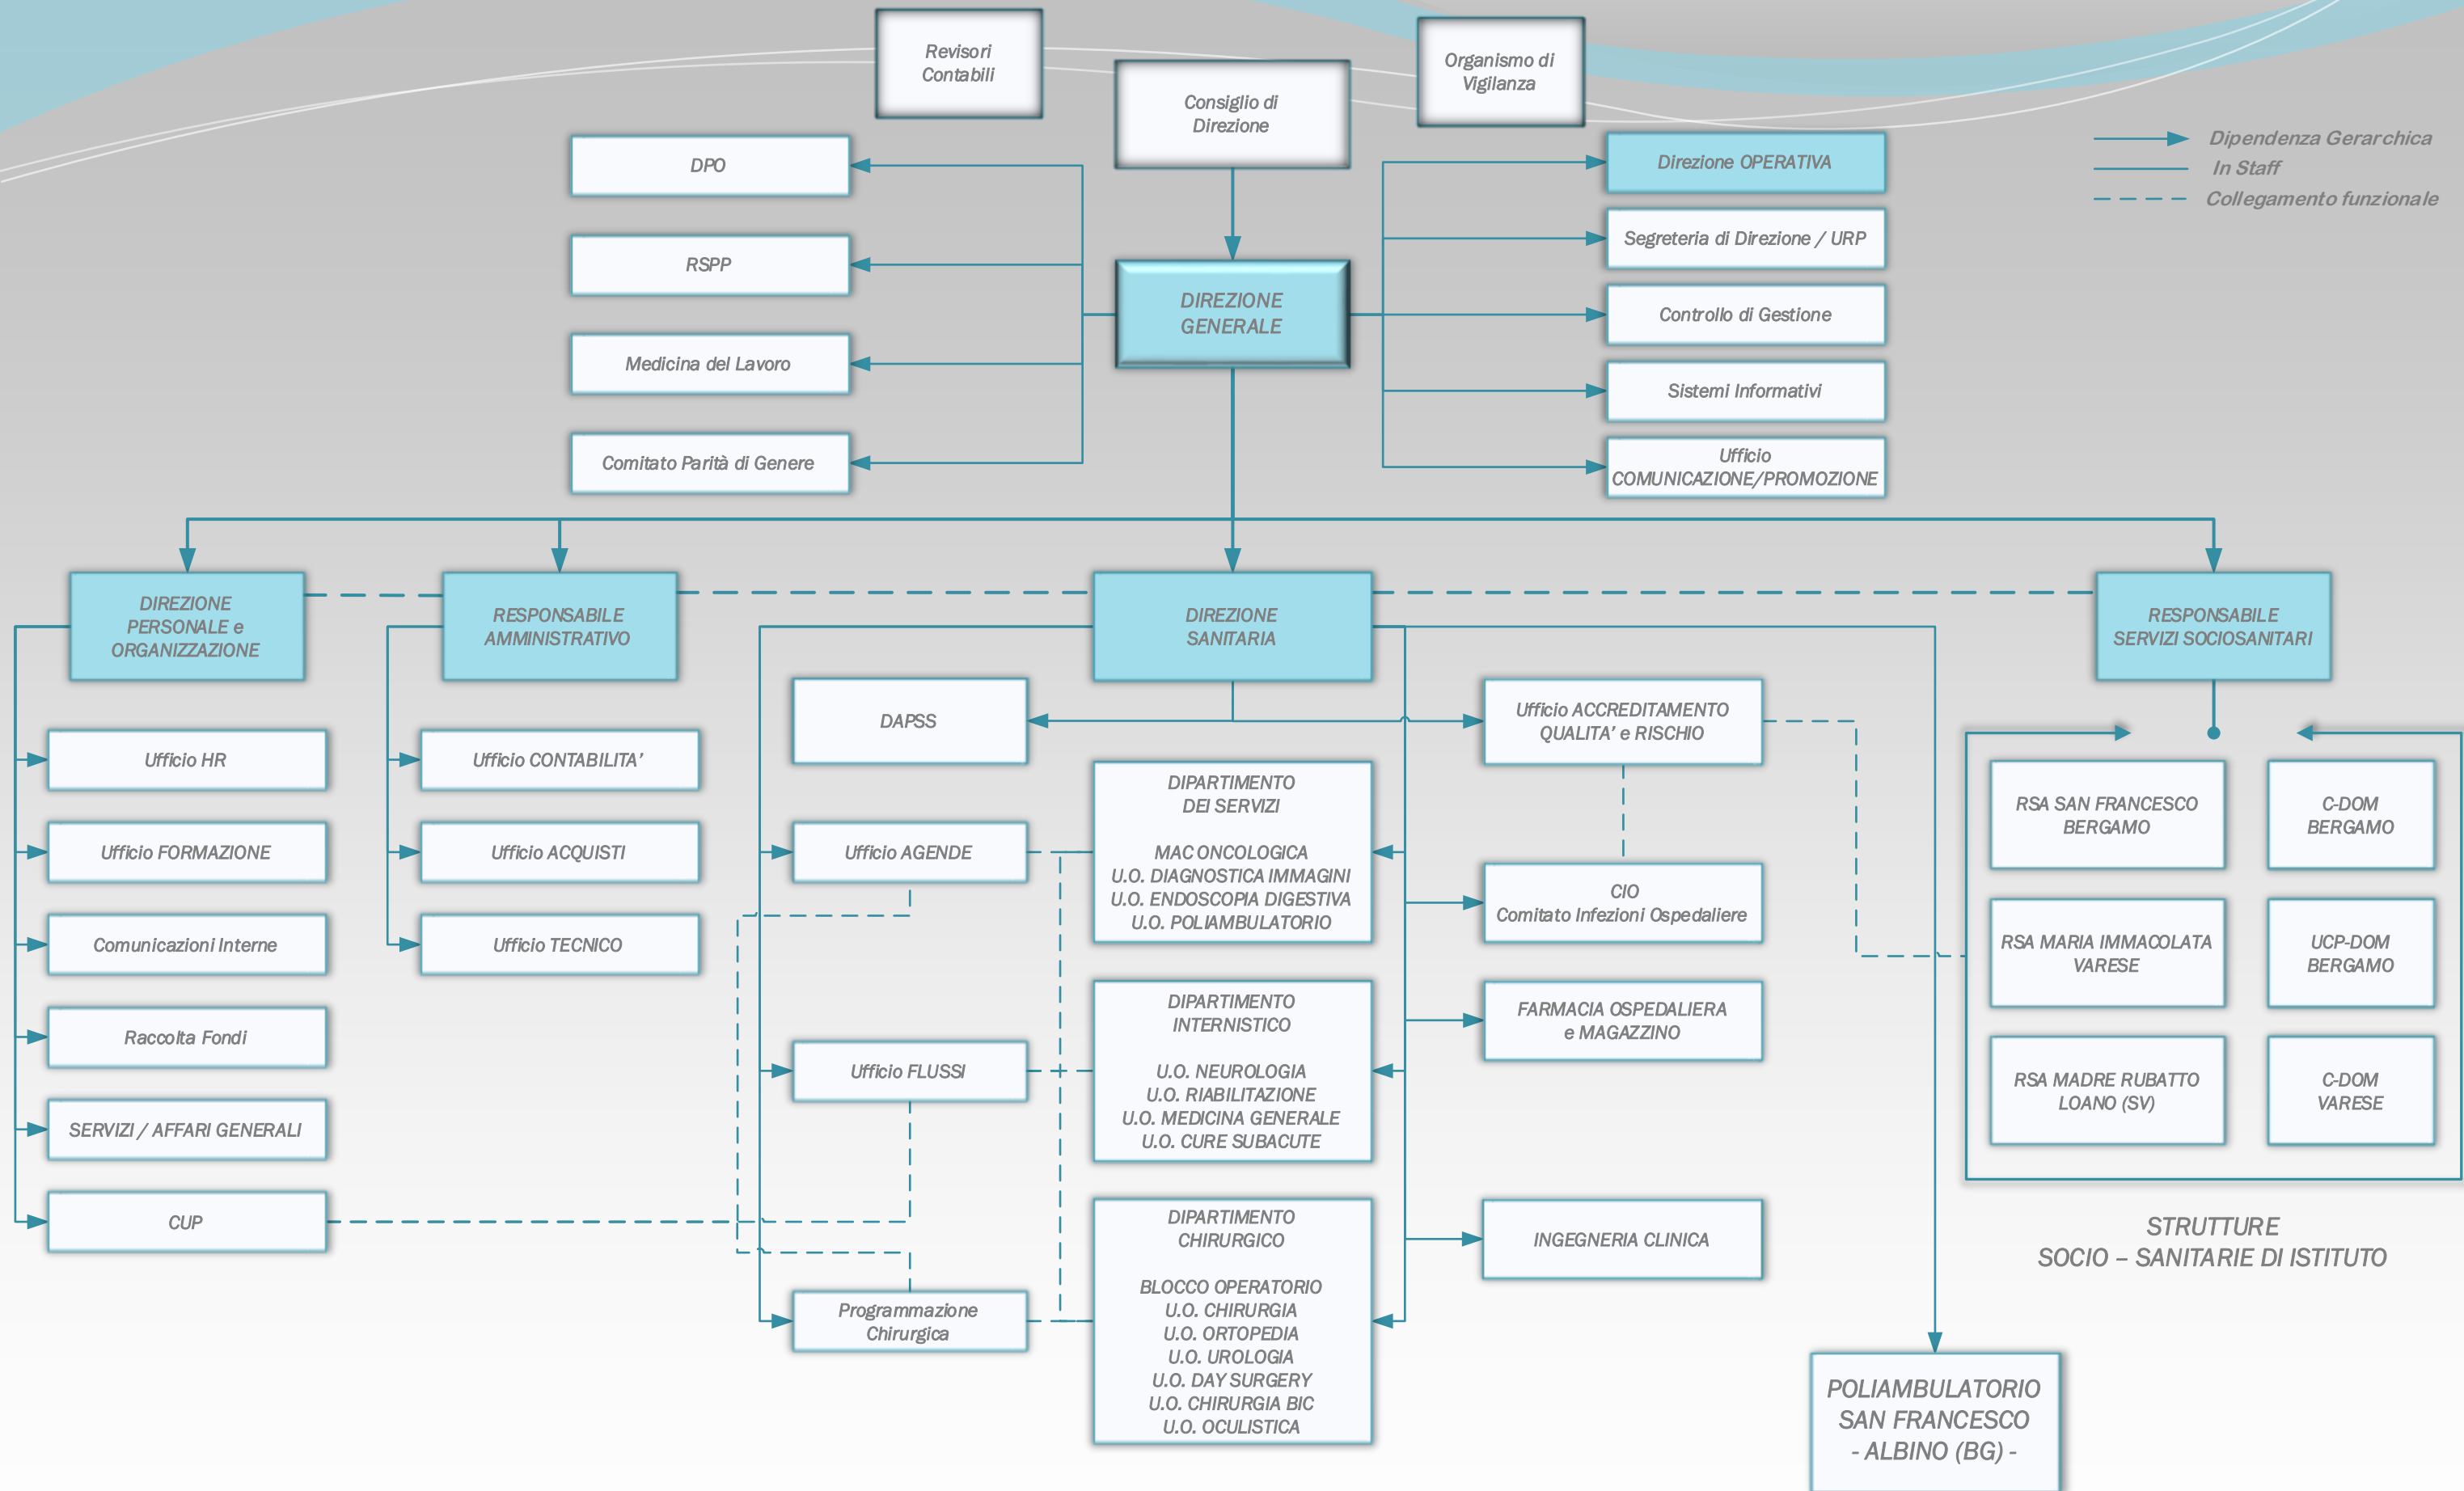 Revisori
Contabili
Consiglio di
Direzione
Organismo di
Vigilanza
Dipendenza Gerarchica
In Staff
Collegamento funzionale
DPO
RSPP
Medicina del Lavoro
Comitato Parità di Genere
DIREZIONE
GENERALE
Direzione OPERATIVA
Segreteria di Direzione / URP
Controllo di Gestione
Sistemi Informativi
Ufficio
COMUNICAZIONE/PROMOZIONE
DIREZIONE
PERSONALE e
ORGANIZZAZIONE
RESPONSABILE
AMMINISTRATIVO
DIREZIONE
SANITARIA
RESPONSABILE
SERVIZI SOCIOSANITARI
Ufficio HR
Ufficio FORMAZIONE
Comunicazioni Interne
Raccolta Fondi
SERVIZI / AFFARI GENERALI
CUP
Ufficio CONTABILITA’
Ufficio ACQUISTI
Ufficio TECNICO
DAPSS
Ufficio AGENDE
Ufficio FLUSSI
Programmazione
Chirurgica
DIPARTIMENTO
DEI SERVIZI
MAC ONCOLOGICA
U.O. DIAGNOSTICA IMMAGINI
U.O. ENDOSCOPIA DIGESTIVA
U.O. POLIAMBULATORIO
DIPARTIMENTO
INTERNISTICO
U.O. NEUROLOGIA
U.O. RIABILITAZIONE
U.O. MEDICINA GENERALE
U.O. CURE SUBACUTE
DIPARTIMENTO
CHIRURGICO
BLOCCO OPERATORIO
U.O. CHIRURGIA
U.O. ORTOPEDIA
U.O. UROLOGIA
U.O. DAY SURGERY
U.O. CHIRURGIA BIC
U.O. OCULISTICA
Ufficio ACCREDITAMENTO
QUALITA’ e RISCHIO
CIO
Comitato Infezioni Ospedaliere
FARMACIA OSPEDALIERA
e MAGAZZINO
INGEGNERIA CLINICA
RSA SAN FRANCESCO
BERGAMO
C-DOM
BERGAMO
RSA MARIA IMMACOLATA
VARESE
UCP-DOM
BERGAMO
RSA MADRE RUBATTO
LOANO (SV)
C-DOM
VARESE
STRUTTURE
SOCIO – SANITARIE DI ISTITUTO
POLIAMBULATORIO
SAN FRANCESCO
- ALBINO (BG) -